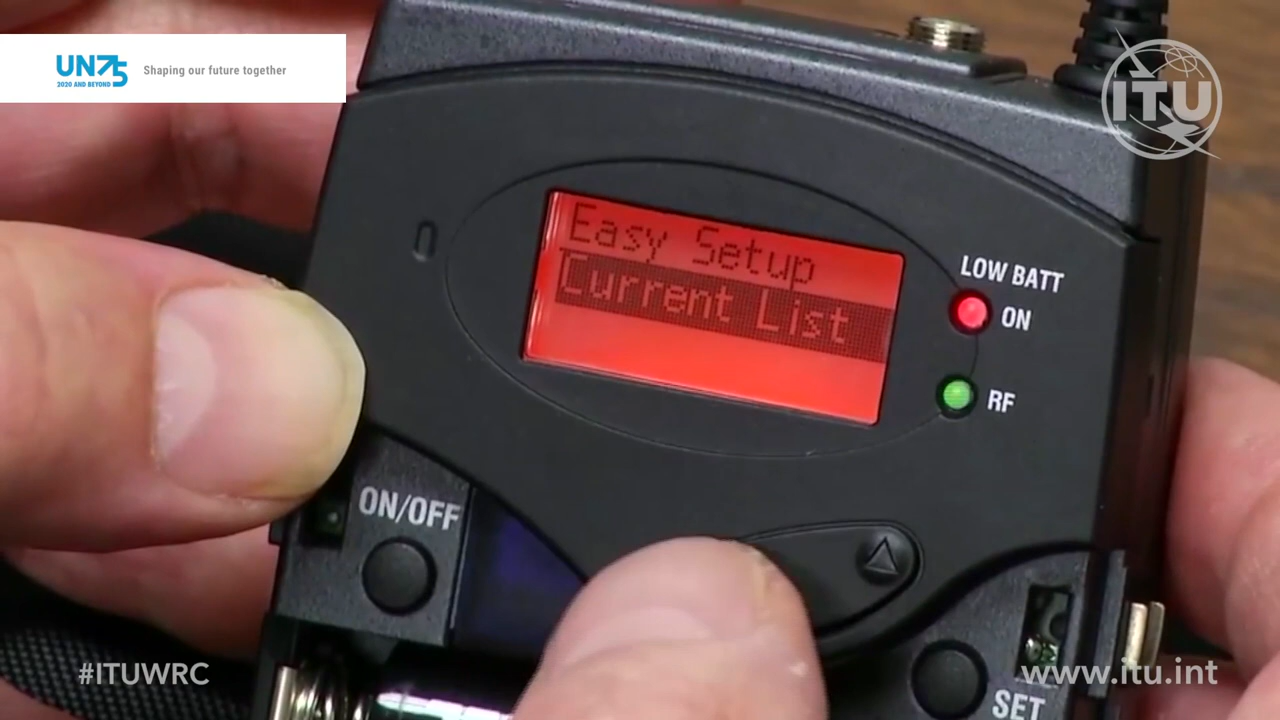 UN75
2020 AND BEYOND
Shaping our future together
ITU
Easy Setup
Current List
LOW BATT
ON
RF
ON/OFF
SET
#ITUWRC
www.itu.int